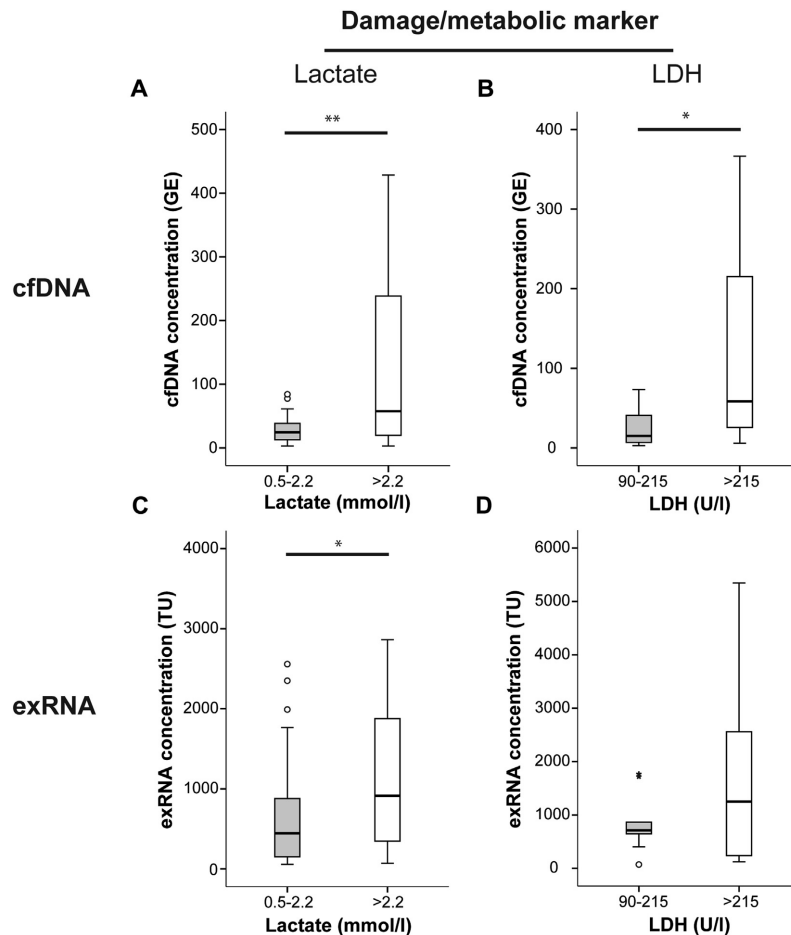 Damage/metabolic marker
Lactate
LDH
A
**
cfDNA concentration (GE)
500
400
300
200
100
0
0.5-2.2
>2.2
Lactate (mmol/l)
B
*
cfDNA concentration (GE)
400
300
200
100
0
90-215
>215
LDH (U/l)
cfDNA
C
*
exRNA concentration (TU)
4000
3000
2000
1000
0
0.5-2.2
>2.2
Lactate (mmol/l)
D
exRNA concentration (TU)
6000
5000
4000
3000
2000
1000
0
90-215
>215
LDH (U/l)
exRNA